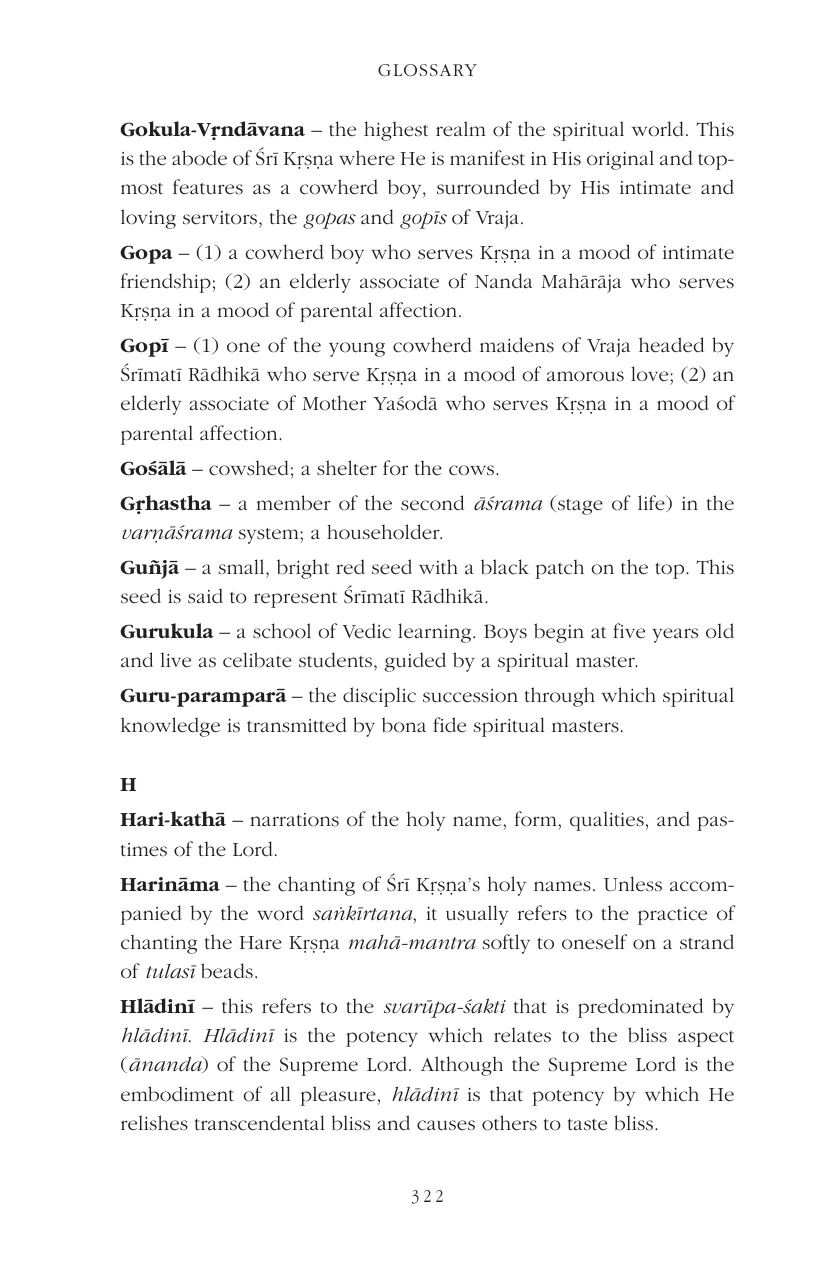 GLOSSARY
Gokula-Vṛndāvana – the highest realm of the spiritual world. This
is the abode of Śrī Kṛṣṇa where He is manifest in His original and top-
most features as a cowherd boy, surrounded by His intimate and
loving servitors, the gopas and gopīs of Vraja.
Gopa – (1) a cowherd boy who serves Kṛṣṇa in a mood of intimate
friendship; (2) an elderly associate of Nanda Mahārāja who serves
Kṛṣṇa in a mood of parental affection.
Gopī – (1) one of the young cowherd maidens of Vraja headed by
Śrīmatī Rādhikā who serve Kṛṣṇa in a mood of amorous love; (2) an
elderly associate of Mother Yaśodā who serves Kṛṣṇa in a mood of
parental affection.
Gośālā – cowshed; a shelter for the cows.
Gṛhastha – a member of the second āśrama (stage of life) in the
varṇāśrama system; a householder.
Guñjā – a small, bright red seed with a black patch on the top. This
seed is said to represent Śrīmatī Rādhikā.
Gurukula – a school of Vedic learning. Boys begin at five years old
and live as celibate students, guided by a spiritual master.
Guru-paramparā – the disciplic succession through which spiritual
knowledge is transmitted by bona fide spiritual masters.
H
Hari-kathā – narrations of the holy name, form, qualities, and pas-
times of the Lord.
Harināma – the chanting of Śrī Kṛṣṇa’s holy names. Unless accom-
panied by the word saṅkīrtana, it usually refers to the practice of
chanting the Hare Kṛṣṇa mahā-mantra softly to oneself on a strand
of tulasī beads.
Hlādinī – this refers to the svarūpa-śakti that is predominated by
hlādinī. Hlādinī is the potency which relates to the bliss aspect
(ānanda) of the Supreme Lord. Although the Supreme Lord is the
embodiment of all pleasure, hlādinī is that potency by which He
relishes transcendental bliss and causes others to taste bliss.
322